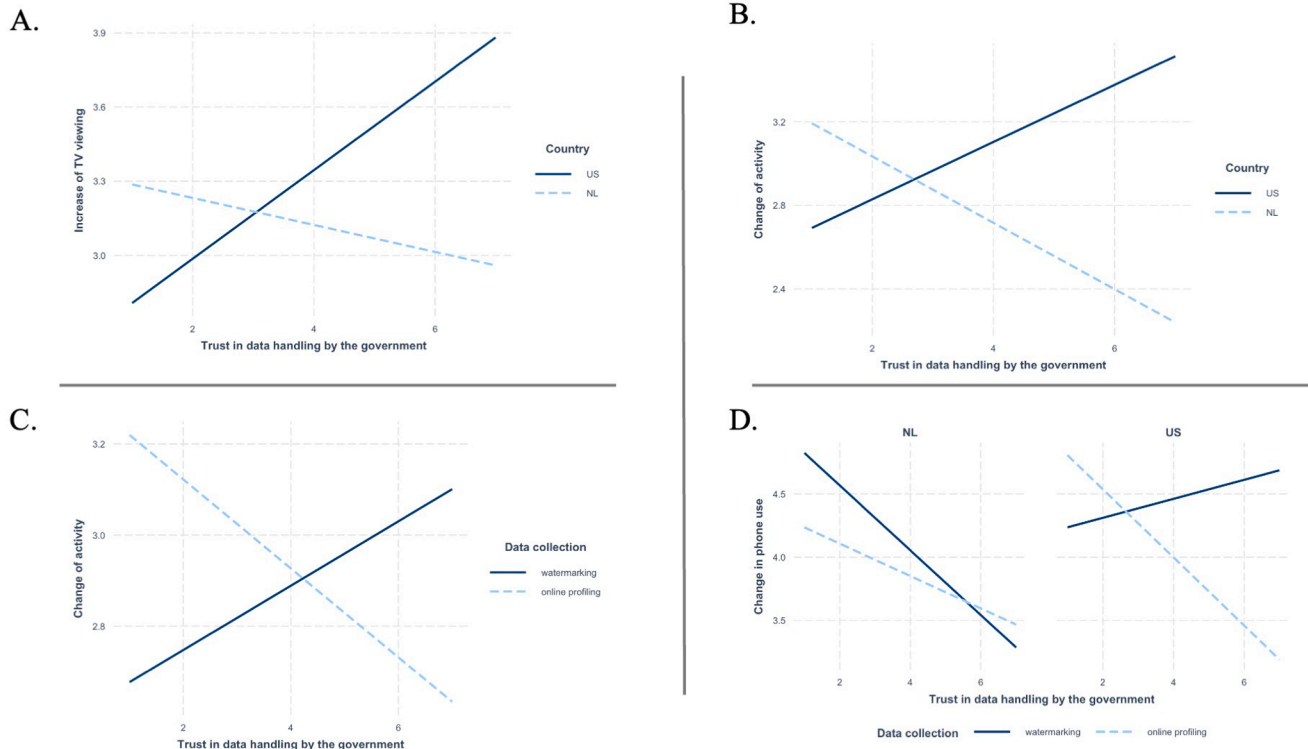 A.
3.9
3.6
3.3
3.0
Increase of TV viewing
2 4 6
Trust in data handling by the government
Country
US
NL
B.
3.2
2.8
2.4
Change of activity
2 4 6
Trust in data handling by the government
Country
US
NL
C.
3.2
3.0
2.8
Change of activity
2 4 6
Trust in data handling by the government
Data collection
watermarking
online profiling
D.
NL US
4.5
4.0
3.5
Change in phone use
2 4 6 2 4 6
Trust in data handling by the government
Data collection watermarking online profiling